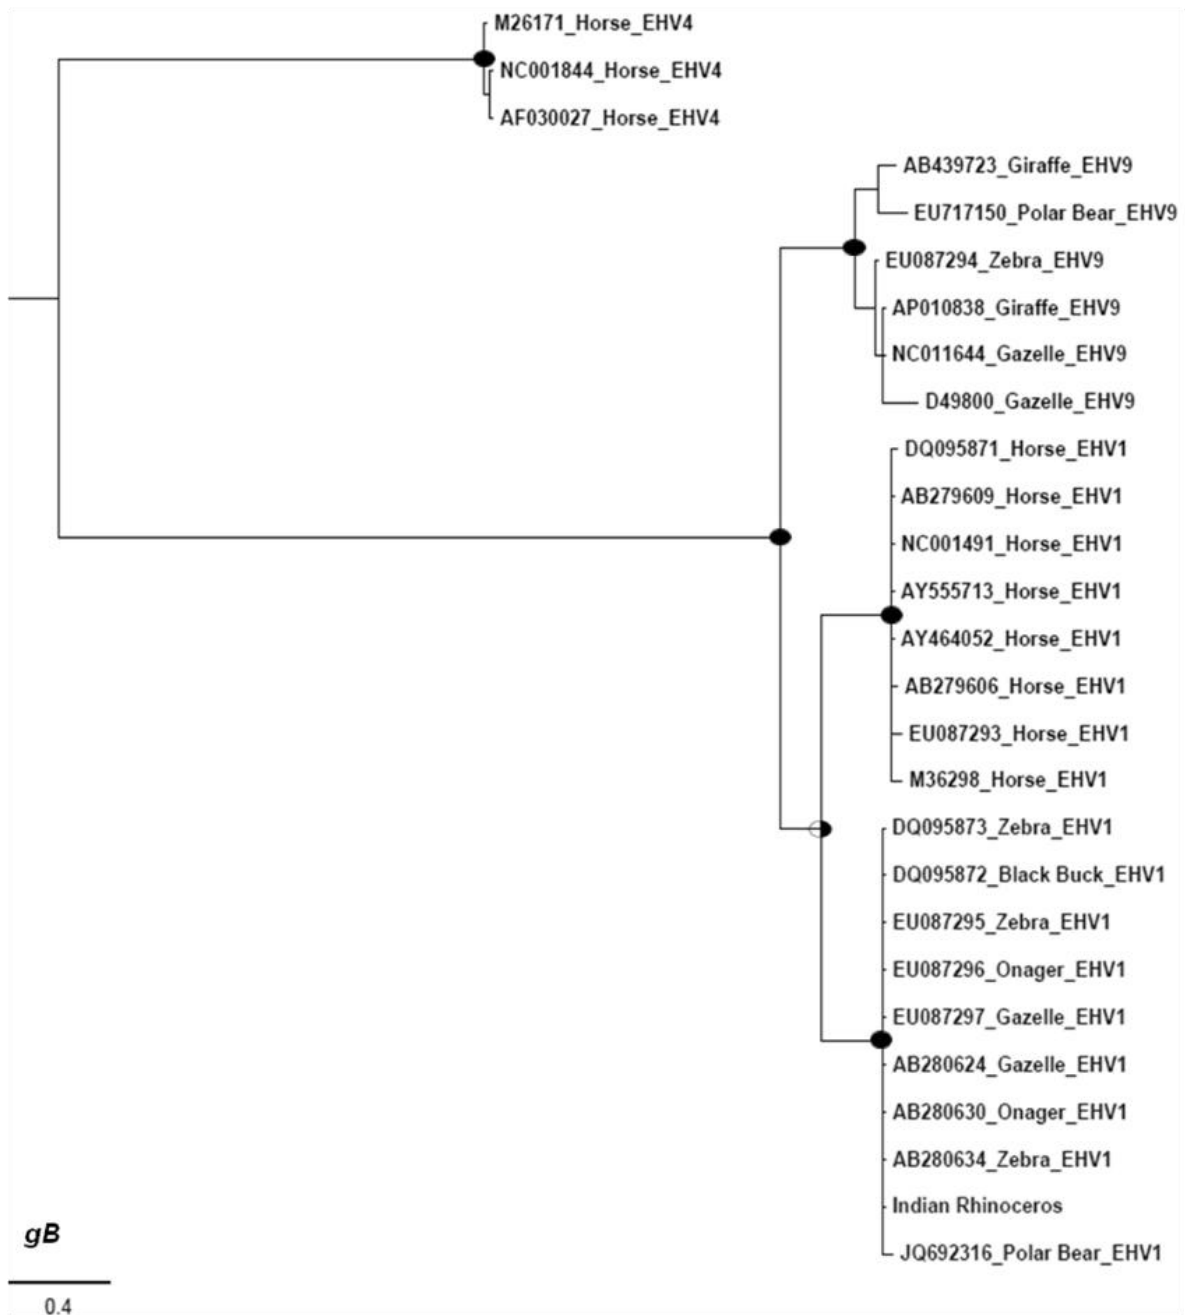 M26171_Horse_EHV4
NC001844_Horse_EHV4
AF030027_Horse_EHV4
AB439723_Giraffe_EHV9
EU717150_Polar Bear_EHV9
EU087294_Zebra_EHV9
AP010838_Giraffe_EHV9
NC011644_Gazelle_EHV9
D49800_Gazelle_EHV9
DQ095871_Horse_EHV1
AB279609_Horse_EHV1
NC001491_Horse_EHV1
AY555713_Horse_EHV1
AY464052_Horse_EHV1
AB279606_Horse_EHV1
EU087293_Horse_EHV1
M36298_Horse_EHV1
DQ095873_Zebra_EHV1
DQ095872_Black Buck_EHV1
EU087295_Zebra_EHV1
EU087296_Onager_EHV1
EU087297_Gazelle_EHV1
AB280624_Gazelle_EHV1
AB280630_Onager_EHV1
AB280634_Zebra_EHV1
Indian Rhinoceros
JQ692316_Polar Bear_EHV1
gB
0.4